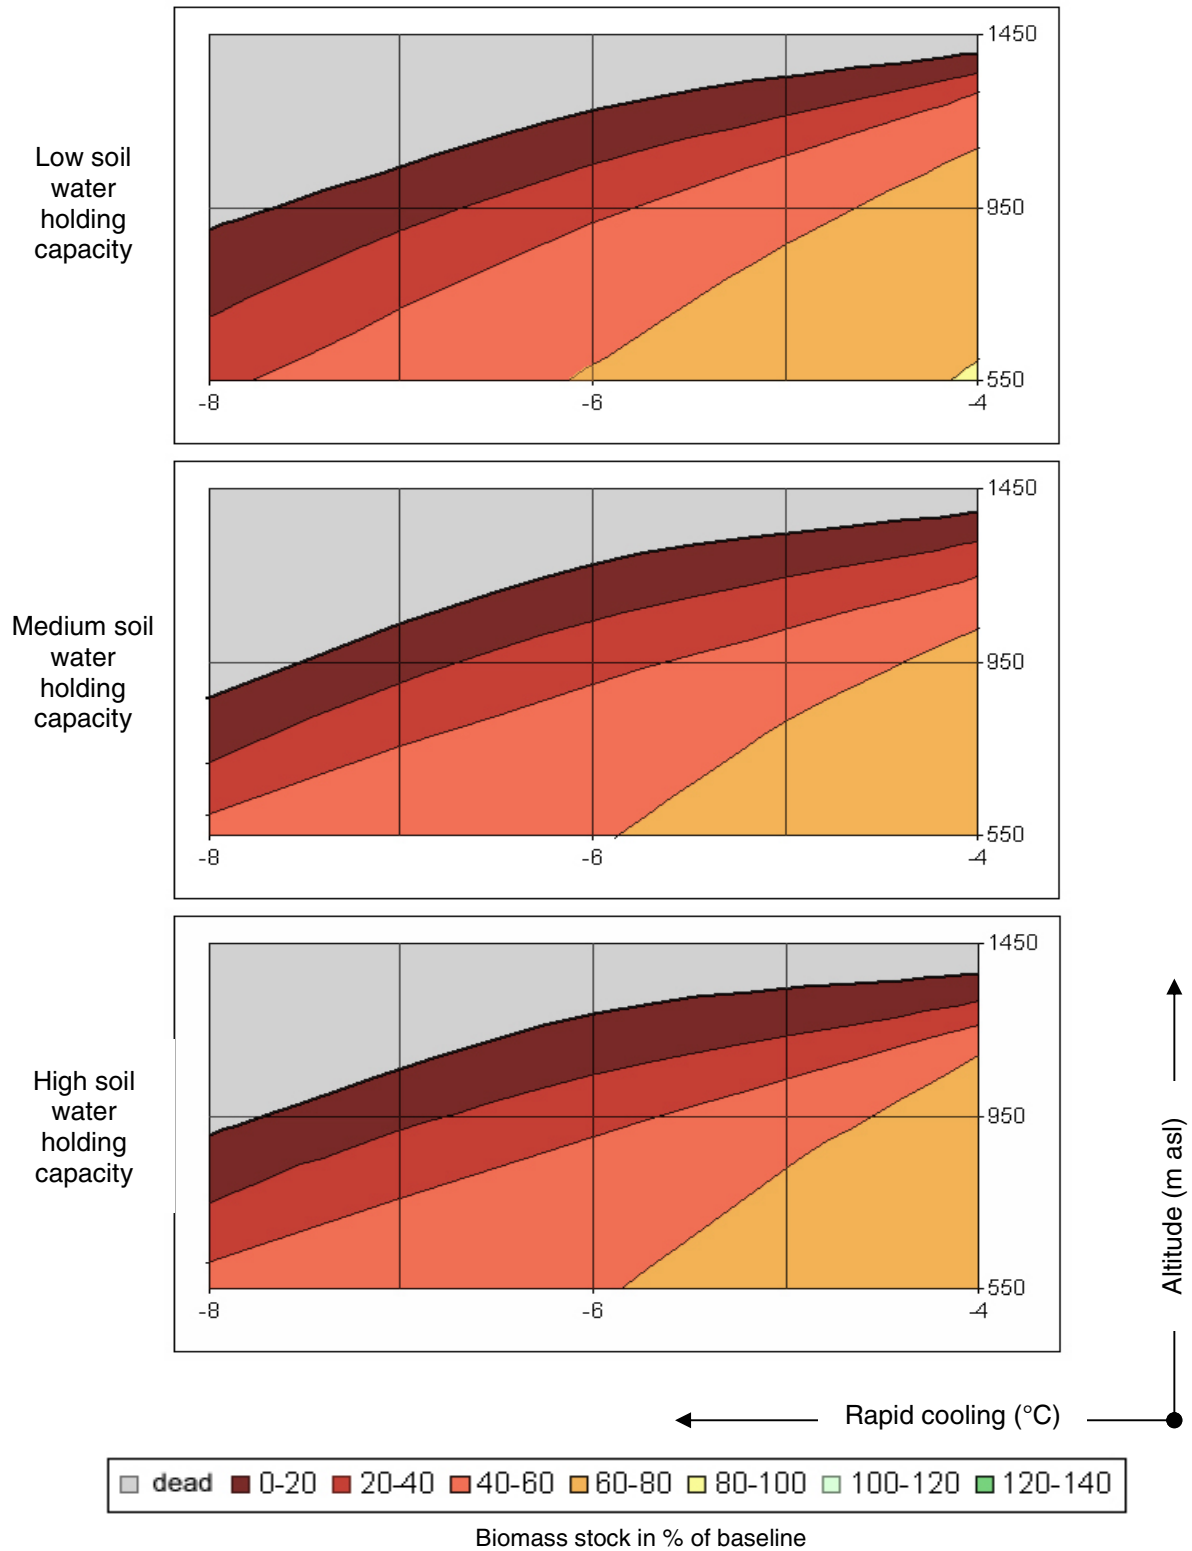 1450
Low soil
water
holding
capacity
950
550
-8 -6 -4
1450
Medium soil
water
holding
capacity
950
550
-8 -6 -4
1450
High soil
water
holding
capacity
950
550
-8 -6 -4
Altitude (m asl)
Rapid cooling (°C)
dead 0-20 20-40 40-60 60-80 80-100 100-120 120-140
Biomass stock in % of baseline